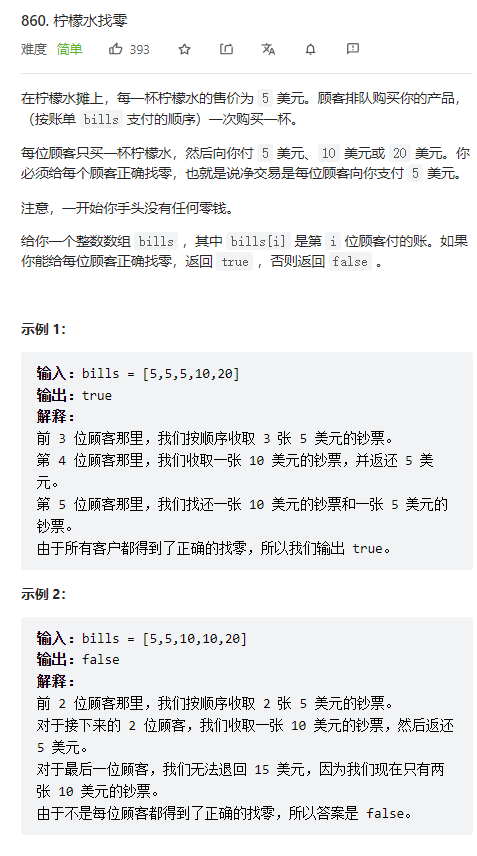 860. 柠檬水找零
难度 简单 393
在柠檬水摊上，每一杯柠檬水的售价为 5 美元。顾客排队购买你的产品，
（按账单 bills 支付的顺序）一次购买一杯。
每位顾客只买一杯柠檬水，然后向你付 5 美元、10 美元或 20 美元。你
必须给每个顾客正确找零，也就是说净交易是每位顾客向你支付 5 美元。
注意，一开始你手头没有任何零钱。
给你一个整数数组 bills ，其中 bills[i] 是第 i 位顾客付的账。如果
你能给每位顾客正确找零，返回 true ，否则返回 false 。
示例 1：
输入：bills = [5,5,5,10,20]
输出：true
解释：
前 3 位顾客那里，我们按顺序收取 3 张 5 美元的钞票。
第 4 位顾客那里，我们收取一张 10 美元的钞票，并返还 5 美
元。
第 5 位顾客那里，我们找还一张 10 美元的钞票和一张 5 美元的
钞票。
由于所有客户都得到了正确的找零，所以我们输出 true。
示例 2：
输入：bills = [5,5,10,10,20]
输出：false
解释：
前 2 位顾客那里，我们按顺序收取 2 张 5 美元的钞票。
对于接下来的 2 位顾客，我们收取一张 10 美元的钞票，然后返还
5 美元。
对于最后一位顾客，我们无法退回 15 美元，因为我们现在只有两
张 10 美元的钞票。
由于不是每位顾客都得到了正确的找零，所以答案是 false。